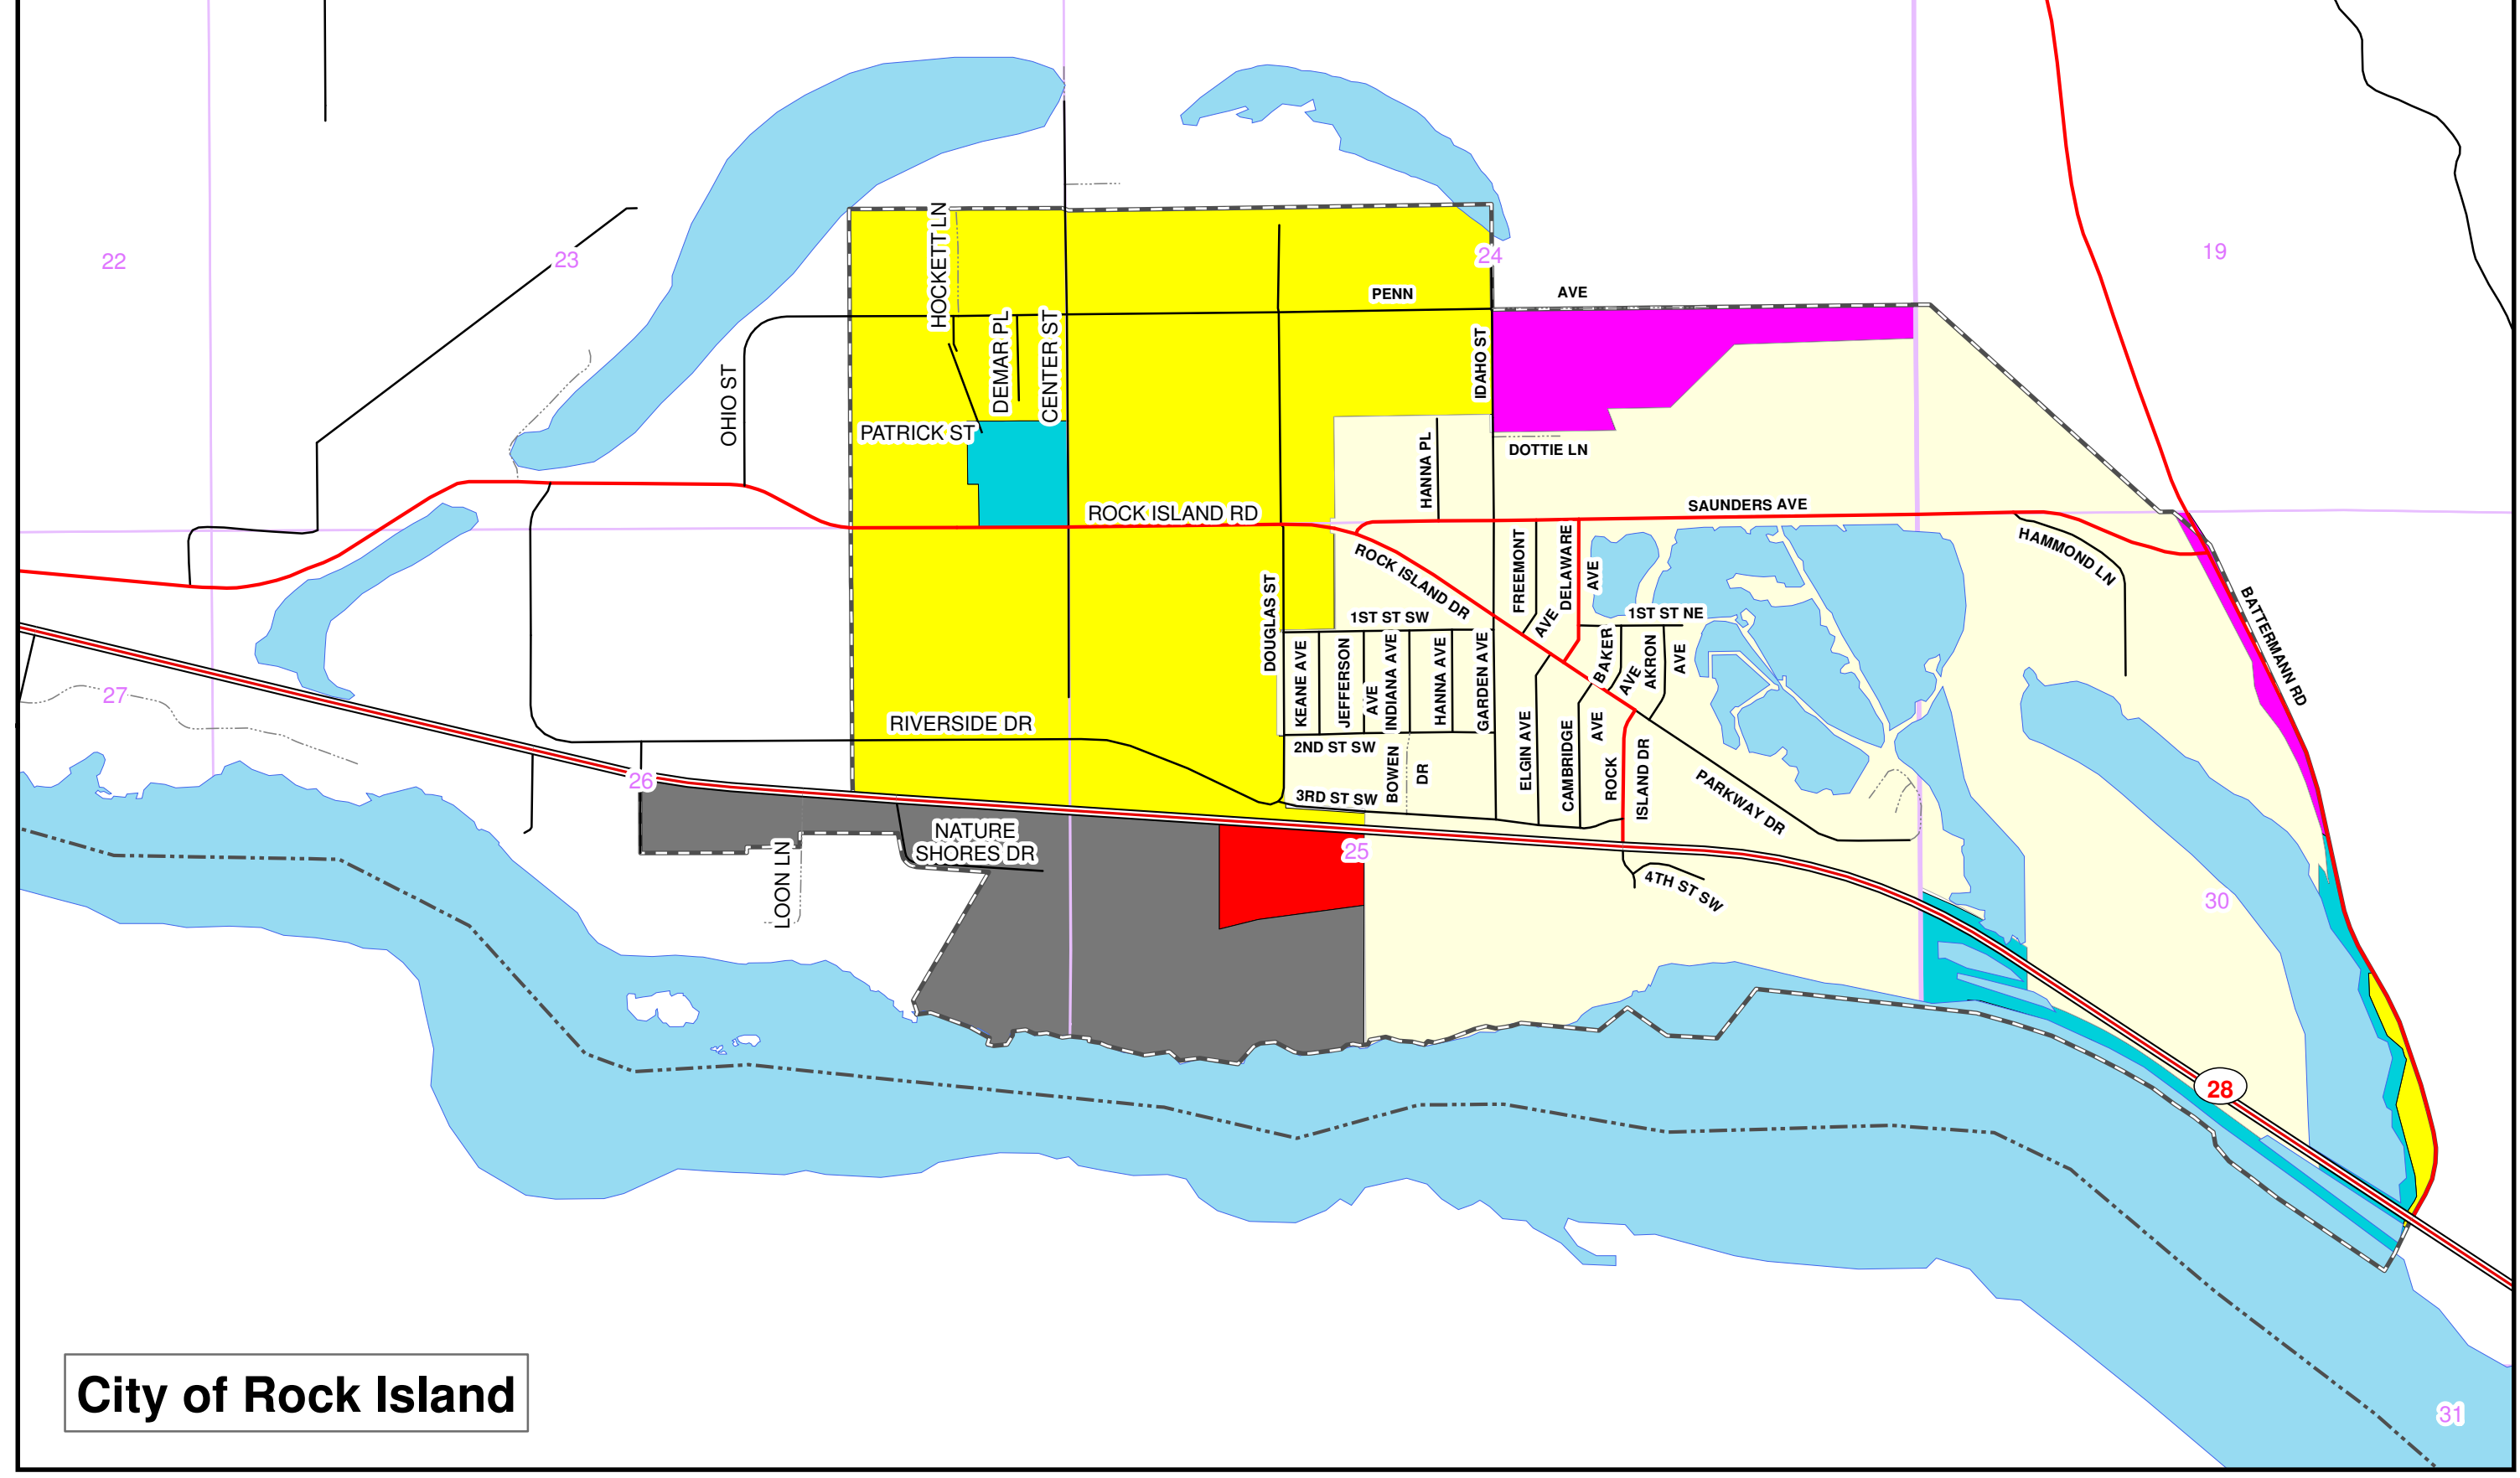 HOCKETT LN
22
23
24
19
PENN
AVE
DEMAR PL
CENTER ST
IDAHO ST
OHIO ST
PATRICK ST
HANNA PL
DOTTIE LN
ROCK ISLAND RD
SAUNDERS AVE
HAMMOND LN
ROCK ISLAND DR
FREEMONT
AVE
DELAWARE
AVE
1ST ST SW
1ST ST NE
DOUGLAS ST
BATTERMANN RD
KEANE AVE
JEFFERSON
AVE
INDIANA AVE
HANNA AVE
GARDEN AVE
BAKER
AVE
AKRON
AVE
27
RIVERSIDE DR
2ND ST SW
BOWEN
DR
ELGIN AVE
CAMBRIDGE
AVE
ROCK
ISLAND DR
26
3RD ST SW
PARKWAY DR
NATURE
SHORES DR
25
LOON LN
4TH ST SW
30
28
City of Rock Island
31